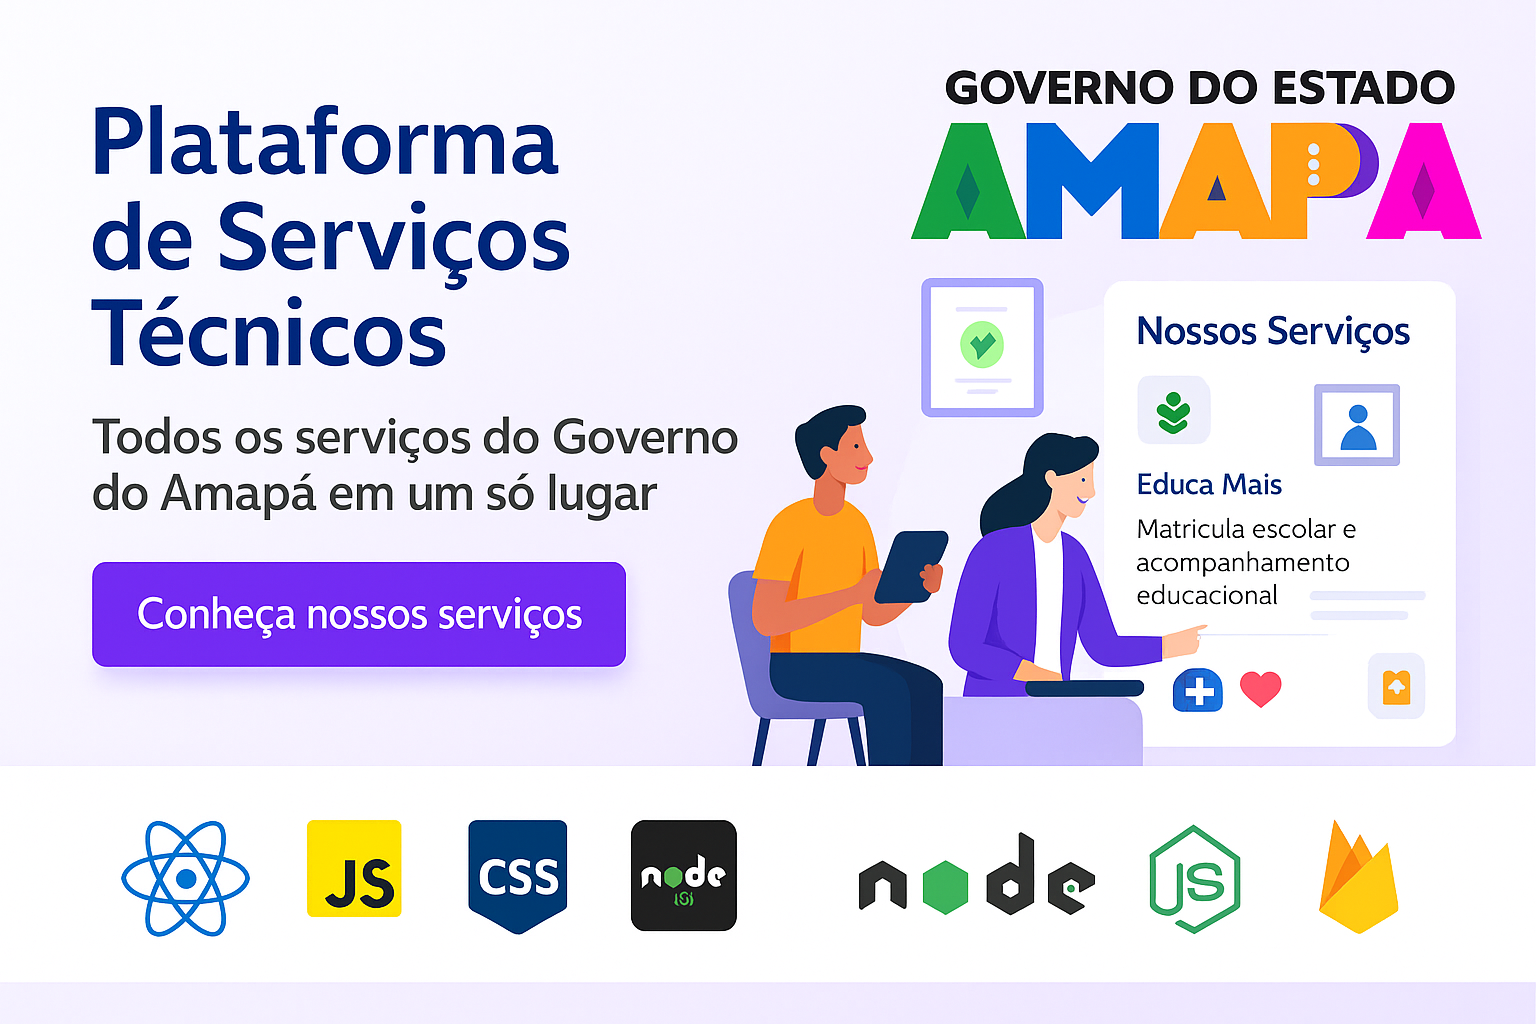 Plataforma
de Serviços
Técnicos
Todos os serviços do Governo
do Amapá em um só lugar
Conheça nossos serviços
GOVERNO DO ESTADO
AMAPA
Nossos Serviços
Educa Mais
Matricula escolar e
acompanhamento
educacional
JS
CSS
node
node
JS